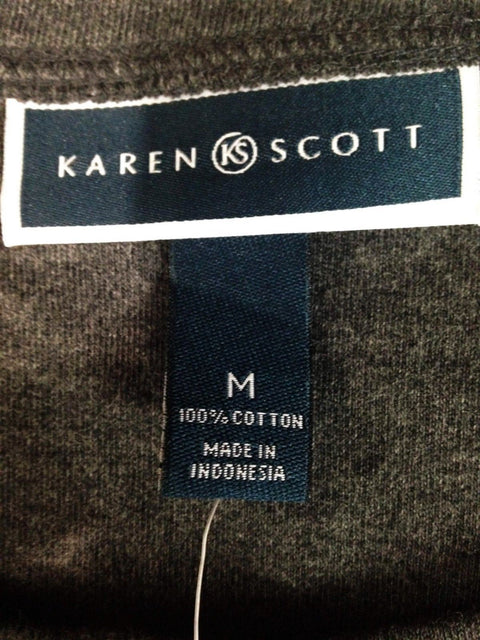 KAREN KS SCOTT
M
100% COTTON
MADE IN
INDONESIA